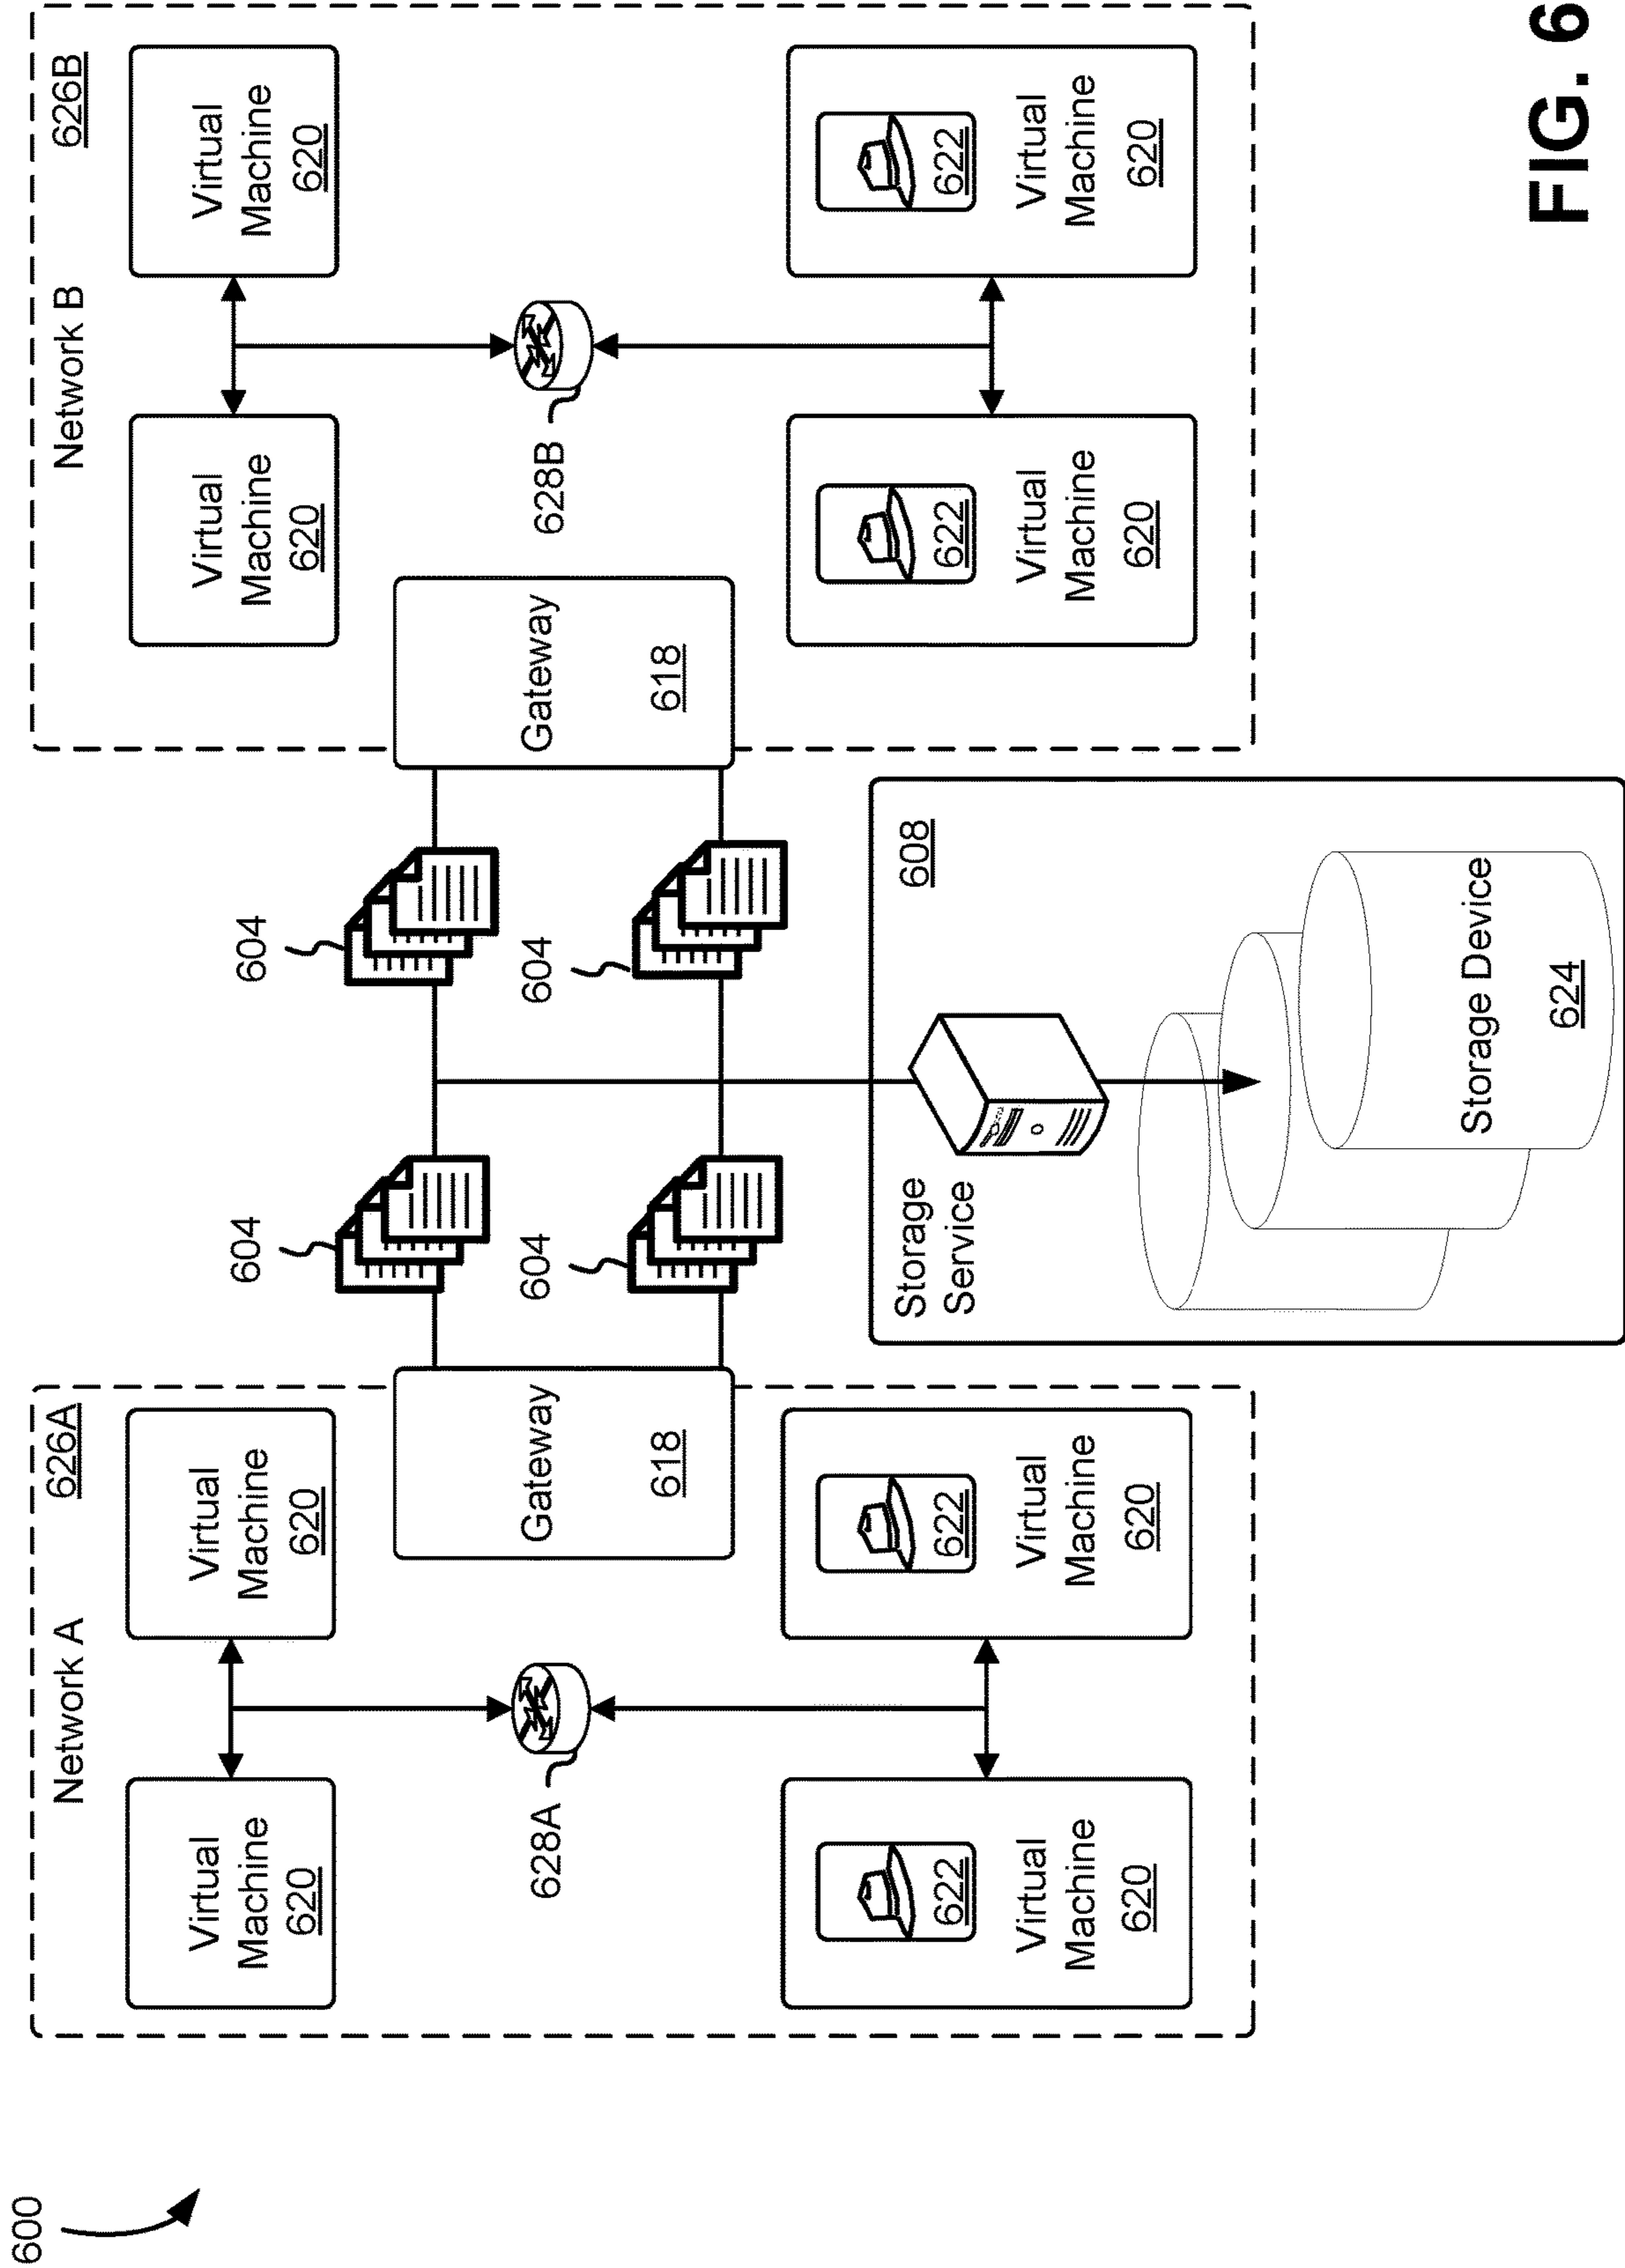 600
Network A
626A
Virtual
Machine
620
Virtual
Machine
620
628A
Gateway
618
622
Virtual
Machine
620
622
Virtual
Machine
620
604
604
604
604
Storage
Service
608
Storage Device
624
Network B
626B
Virtual
Machine
620
Virtual
Machine
620
628B
Gateway
618
622
Virtual
Machine
620
622
Virtual
Machine
620
FIG. 6